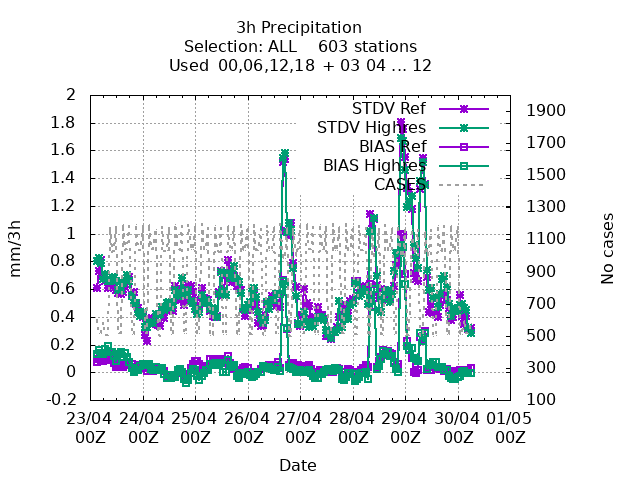 3h Precipitation
Selection: ALL    603 stations
Used  00,06,12,18 + 03 04 ... 12
STDV Ref
STDV Highres
BIAS Ref
BIAS Highres
CASES
mm/3h
2
1.8
1.6
1.4
1.2
1
0.8
0.6
0.4
0.2
0
-0.2
1900
1700
1500
1300
1100
900
700
500
300
100
No cases
23/04 24/04 25/04 26/04 27/04 28/04 29/04 30/04 01/05
00Z 00Z 00Z 00Z 00Z 00Z 00Z 00Z 00Z
Date